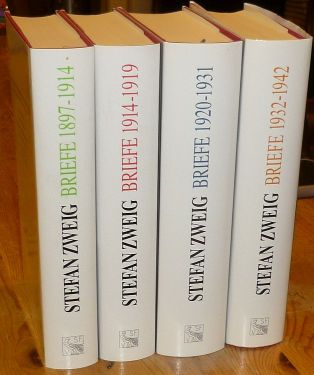 STEFAN ZWEIG BRIEFE 1897-1914
STEFAN ZWEIG BRIEFE 1914-1919
STEFAN ZWEIG BRIEFE 1920-1931
STEFAN ZWEIG BRIEFE 1932-1942